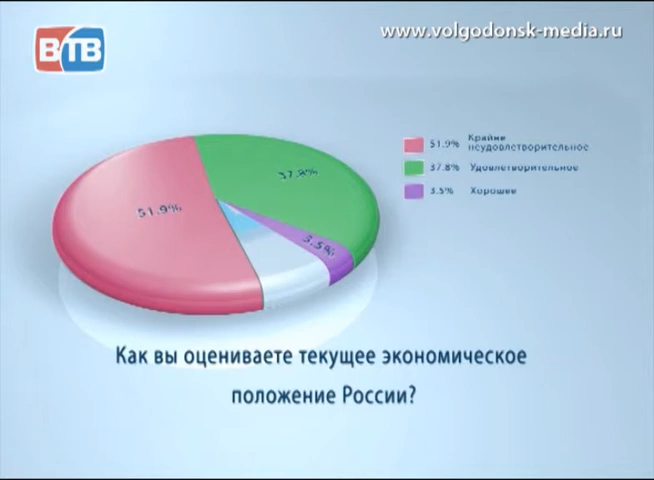 ВТВ
www.volgodonsk-media.ru
51.9% Крайне
неудовлетворительное
37.8% Удовлетворительное
3.5% Хорошее
37.8%
51.9%
3.5%
Как вы оцениваете текущее экономическое
положение России?